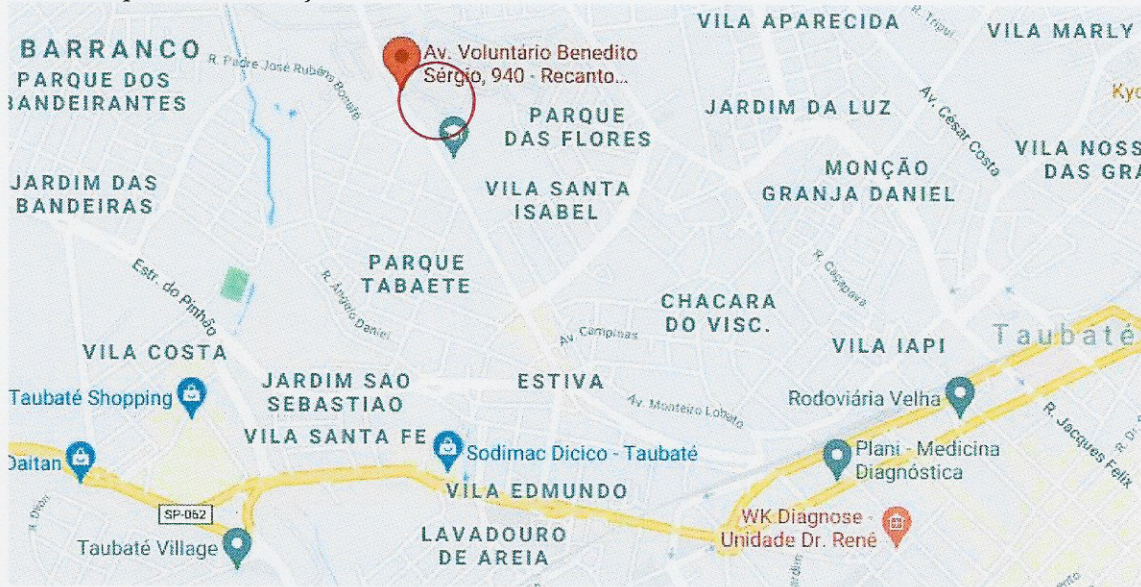 BARRANCO
PARQUE DOS
BANDEIRANTES
R. Padre José Rubens Bonafé
Av. Voluntário Benedito
Sérgio, 940 - Recanto...
VILA APARECIDA
R. Tripuí
VILA MARLY
PARQUE
DAS FLORES
JARDIM DA LUZ
Av. César Costa
Kyo
VILA NOSS
DAS GRA
JARDIM DAS
BANDEIRAS
VILA SANTA
ISABEL
MONÇÃO
GRANJA DANIEL
Estr. do Pinhão
PARQUE
TABAETE
R. Ângelo Daniel
R. Caçapava
CHACARA
DO VISC.
Av. Campinas
VILA COSTA
VILA IAPI
Taubaté
Taubaté Shopping
JARDIM SAO
SEBASTIAO
ESTIVA
Av. Monteiro Lobato
Rodoviária Velha
R. Jacques Felix
VILA SANTA FE
Sodimac Dicico - Taubaté
Daitan
Plani - Medicina
Diagnóstica
VILA EDMUNDO
SP-062
WK Diagnose -
Unidade Dr. René
Taubaté Village
LAVADOURO
DE AREIA